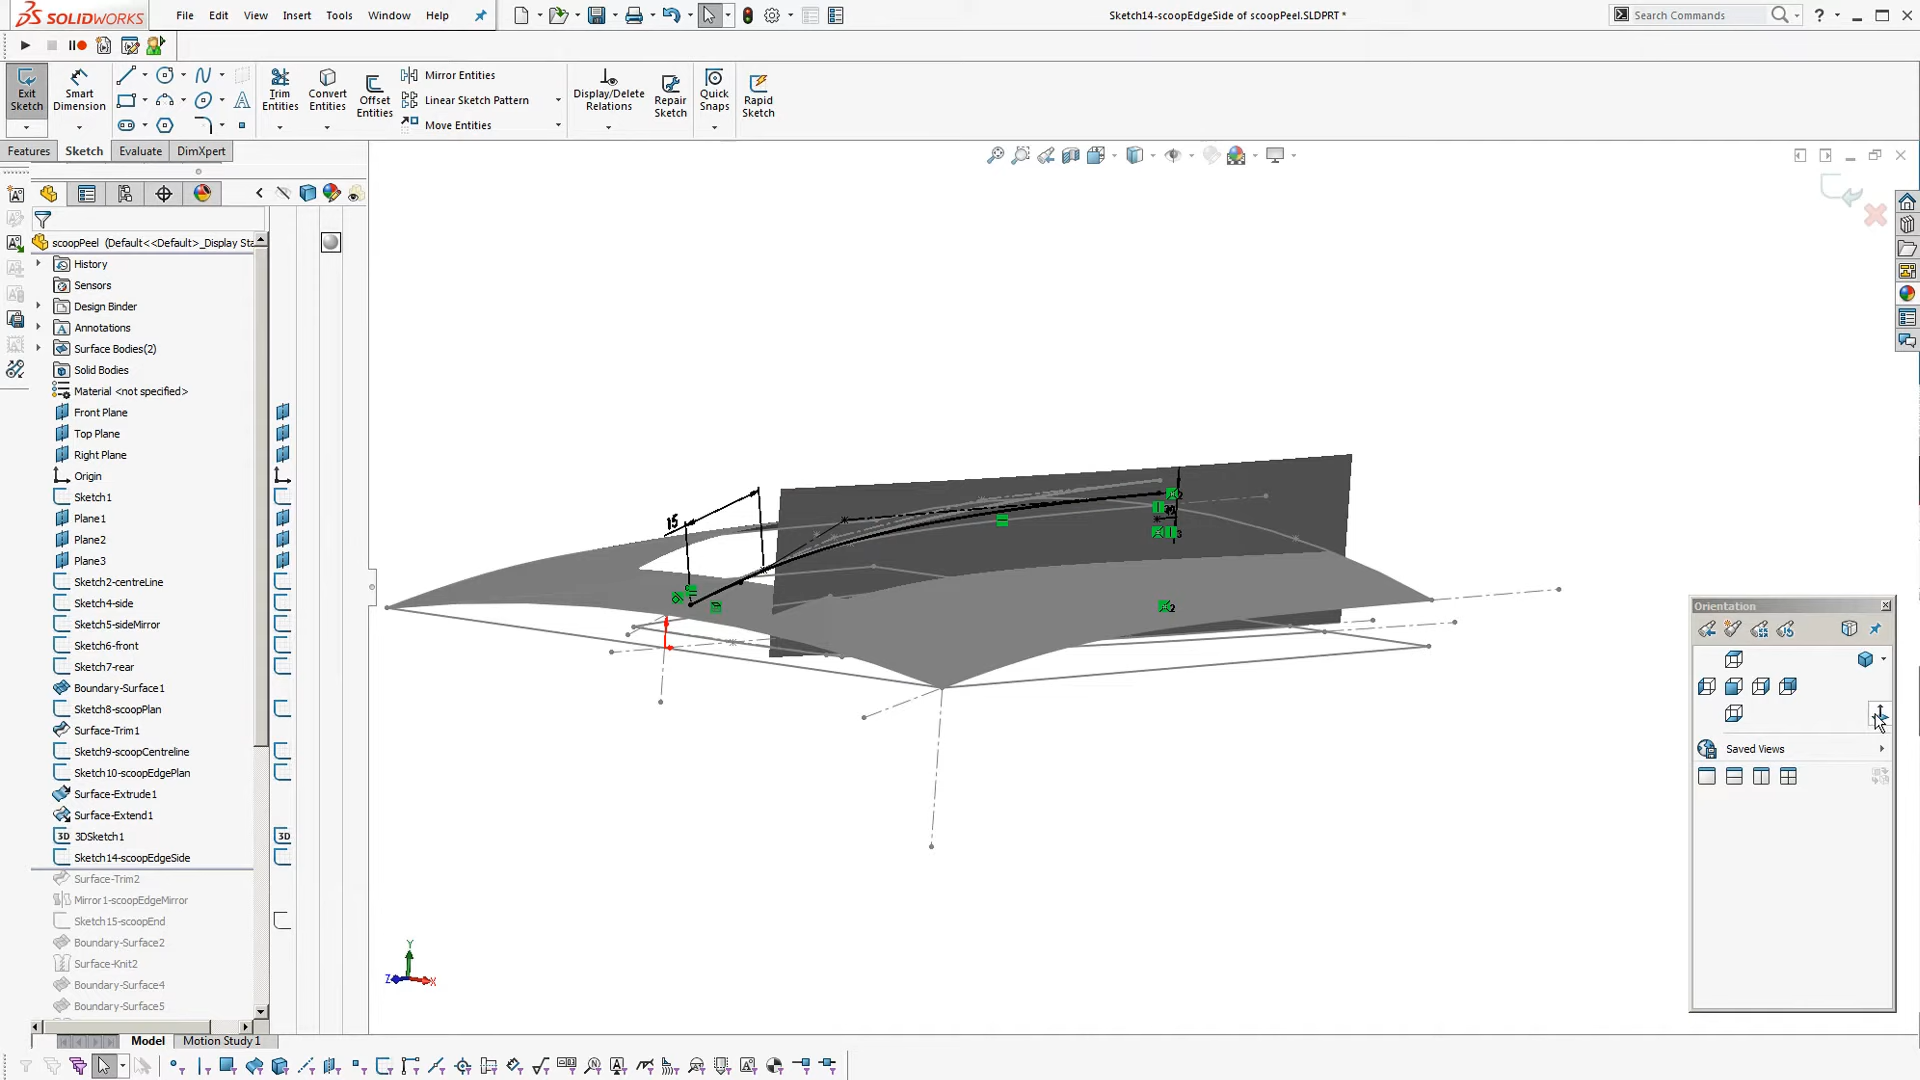 SOLIDWORKS
File
Edit
View
Insert
Tools
Window
Help
Sketch14-scoopEdgeSide of scoopPeel.SLDPRT *
Search Commands
Exit Sketch
Smart Dimension
Trim Entities
Convert Entities
Offset Entities
Mirror Entities
Linear Sketch Pattern
Move Entities
Display/Delete Relations
Repair Sketch
Quick Snaps
Rapid Sketch
Features
Sketch
Evaluate
DimXpert
scoopPeel (Default<<Default>_Display Sta
History
Sensors
Design Binder
Annotations
Surface Bodies(2)
Solid Bodies
Material <not specified>
Front Plane
Top Plane
Right Plane
Origin
Sketch1
Plane1
Plane2
Plane3
Sketch2-centreLine
Sketch4-side
Sketch5-sideMirror
Sketch6-front
Sketch7-rear
Boundary-Surface1
Sketch8-scoopPlan
Surface-Trim1
Sketch9-scoopCentreline
Sketch10-scoopEdgePlan
Surface-Extrude1
Surface-Extend1
3DSketch1
Sketch14-scoopEdgeSide
Surface-Trim2
Mirror1-scoopEdgeMirror
Sketch15-scoopEnd
Boundary-Surface2
Surface-Knit2
Boundary-Surface4
Boundary-Surface5
15
Orientation
Saved Views
Y
Z
X
Model
Motion Study 1